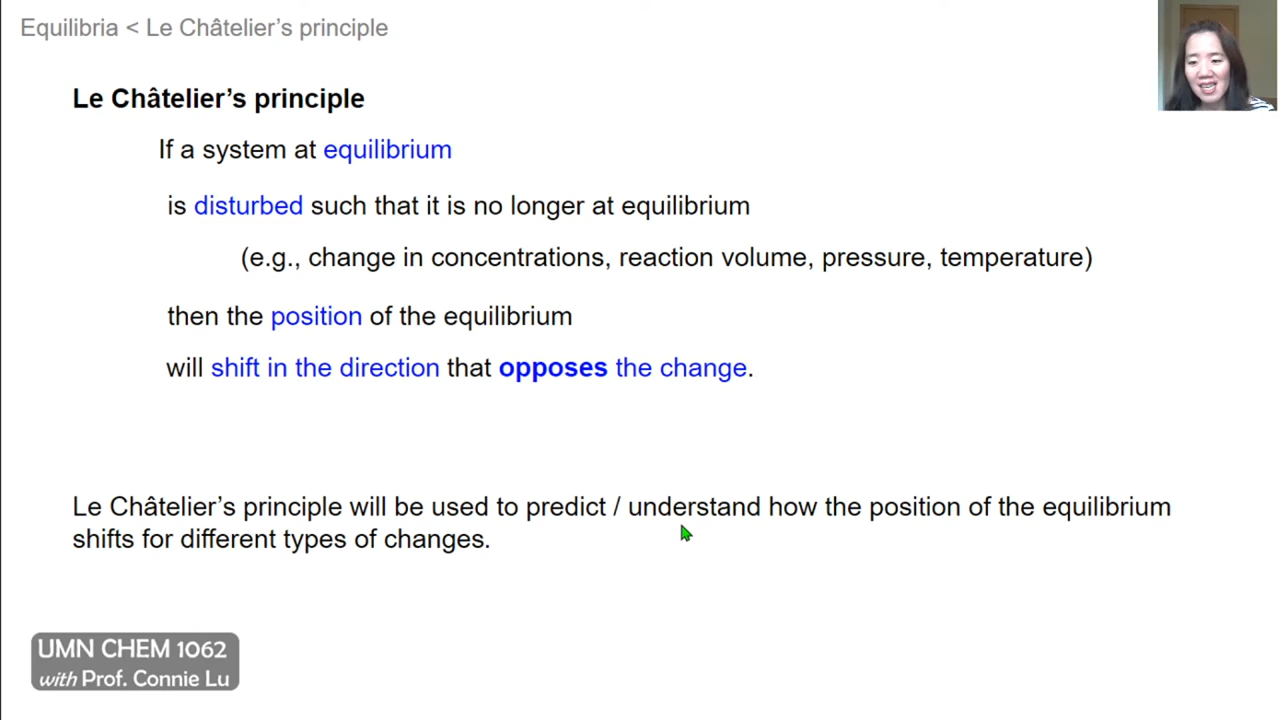 Equilibria < Le Châtelier’s principle
Le Châtelier’s principle
If a system at equilibrium
is disturbed such that it is no longer at equilibrium
(e.g., change in concentrations, reaction volume, pressure, temperature)
then the position of the equilibrium
will shift in the direction that opposes the change.
Le Châtelier’s principle will be used to predict / understand how the position of the equilibrium
shifts for different types of changes.
UMN CHEM 1062
with Prof. Connie Lu